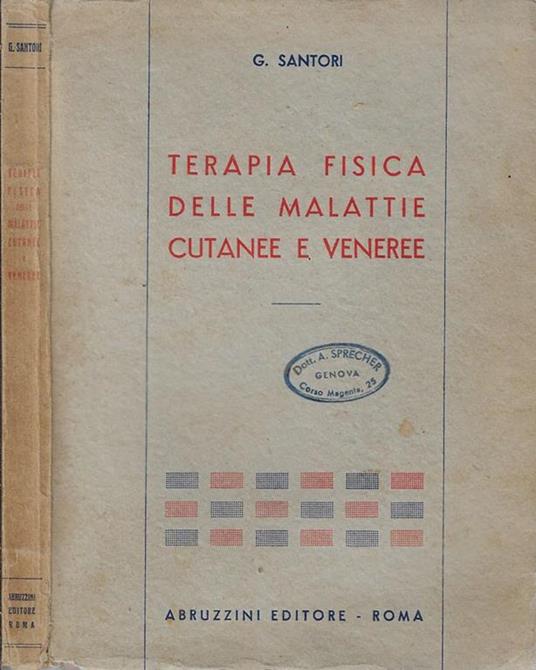 G. SANTORI
TERAPIA
FISICA
DELLE
MALATTIE
CUTANEE
E
VENEREE
ABRUZZINI
EDITORE
ROMA
G. SANTORI
TERAPIA FISICA
DELLE MALATTIE
CUTANEE E VENEREE
Dott. A. SPRECHER
GENOVA
Corso Magenta, 25
ABRUZZINI EDITORE - ROMA